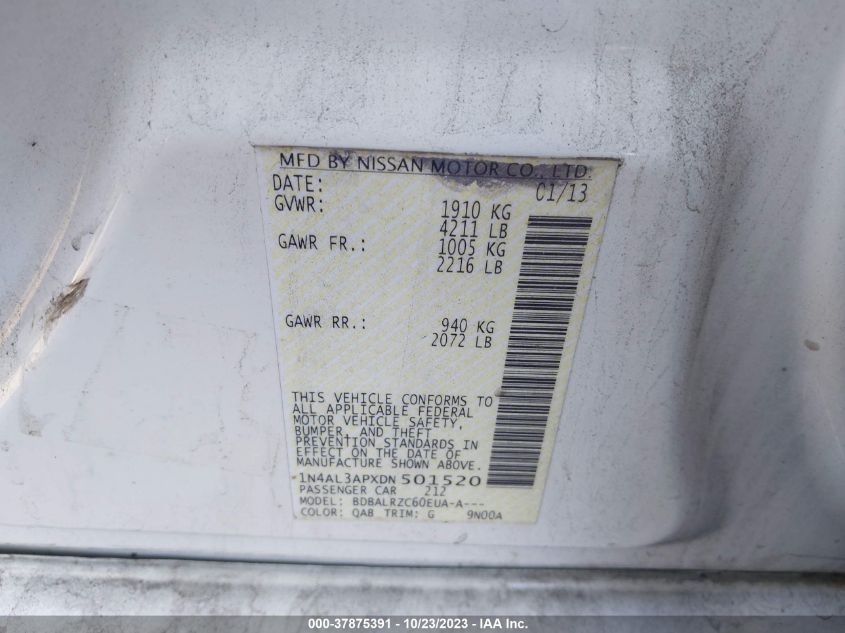 MFD BY NISSAN MOTOR CO., LTD.
DATE: 01/13
GVWR: 1910 KG
4211 LB
GAWR FR.: 1005 KG
2216 LB
GAWR RR.: 940 KG
2072 LB
THIS VEHICLE CONFORMS TO
ALL APPLICABLE FEDERAL
MOTOR VEHICLE SAFETY,
BUMPER, AND THEFT
PREVENTION STANDARDS IN
EFFECT ON THE DATE OF
MANUFACTURE SHOWN ABOVE.
1N4AL3APXDN501520
PASSENGER CAR 212
MODEL: BDBALRZC60EUA-A---
COLOR: QAB TRIM: G 9N00A
000-37875391 - 10/23/2023 - IAA Inc.